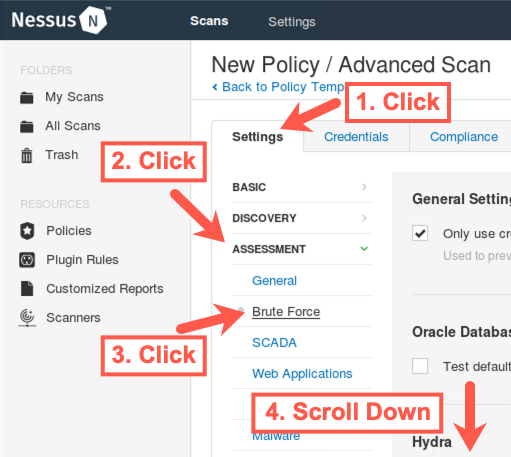 Nessus N
Scans
Settings
FOLDERS
My Scans
All Scans
Trash
RESOURCES
Policies
Plugin Rules
Customized Reports
Scanners
New Policy / Advanced Scan
Back to Policy Temp
1. Click
Settings
Credentials
Compliance
2. Click
BASIC
DISCOVERY
ASSESSMENT
General
Brute Force
3. Click
SCADA
Web Applications
4. Scroll Down
Malware
General Setting
Only use cre
Used to prev
Oracle Database
Test default
Hydra